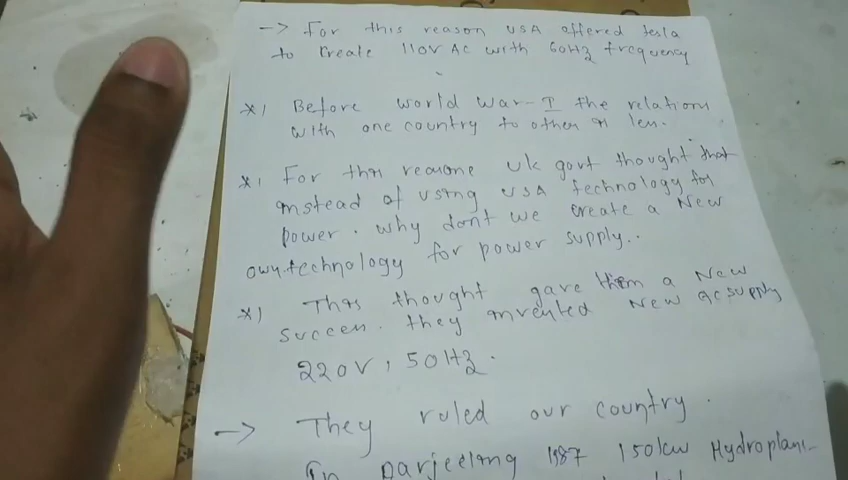 -> For this reason USA offered tesla
to create 110V AC with 60Hz frequency
*) Before world war-I the relations
with one country to other is less.
*) For this reasone UK govt thought that
instead of using USA technology for
power. why dont we create a New
own technology for power supply..
*) This thought gave them a New
success. they invented New ac supply
220V, 50Hz.
-> They ruled our country.
In Darjeeling 1987 150kw Hydroplant-